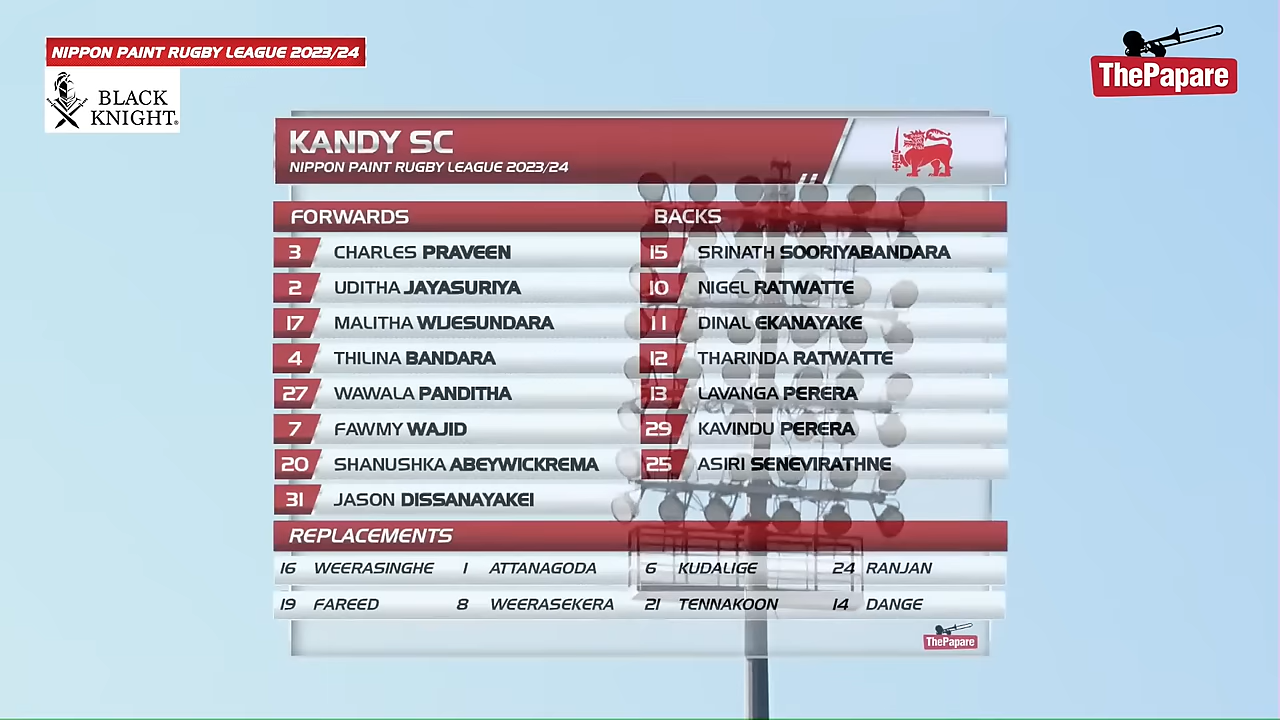 NIPPON PAINT RUGBY LEAGUE 2023/24
BLACK
KNIGHT.
ThePapare
KANDY SC
NIPPON PAINT RUGBY LEAGUE 2023/24
FORWARDS
3 CHARLES PRAVEEN
2 UDITHA JAYASURIYA
17 MALITHA WIJESUNDARA
4 THILINA BANDARA
27 WAWALA PANDITHA
7 FAWMY WAJID
20 SHANUSHKA ABEYWICKREMA
31 JASON DISSANAYAKEI
BACKS
15 SRINATH SOORIYABANDARA
10 NIGEL RATWATTE
11 DINAL EKANAYAKE
12 THARINDA RATWATTE
13 LAVANGA PERERA
29 KAVINDU PERERA
25 ASIRI SENEVIRATHNE
REPLACEMENTS
16 WEERASINGHE 1 ATTANAGODA 6 KUDALIGE 24 RANJAN
19 FAREED 8 WEERASEKERA 21 TENNAKOON 14 DANGE
ThePapare